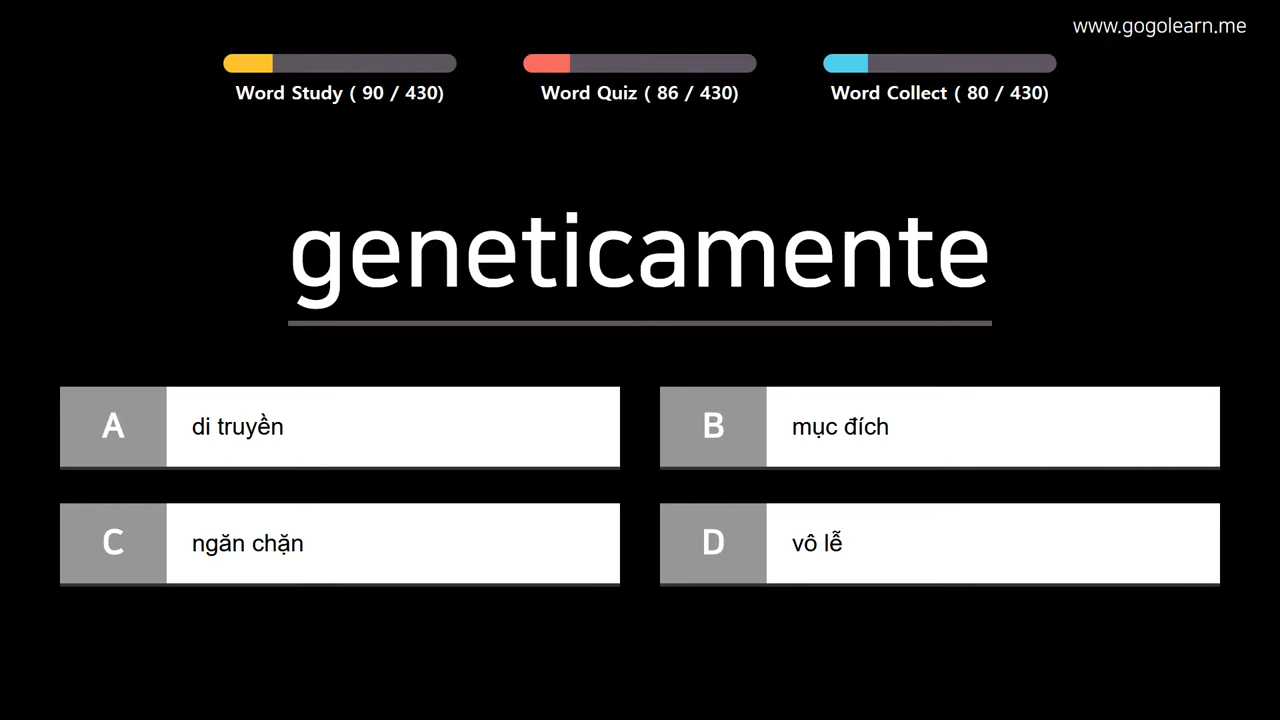 www.gogolearn.me
Word Study ( 90 / 430)
Word Quiz ( 86 / 430)
Word Collect ( 80 / 430)
geneticamente
A di truyền
B mục đích
C ngăn chặn
D vô lễ